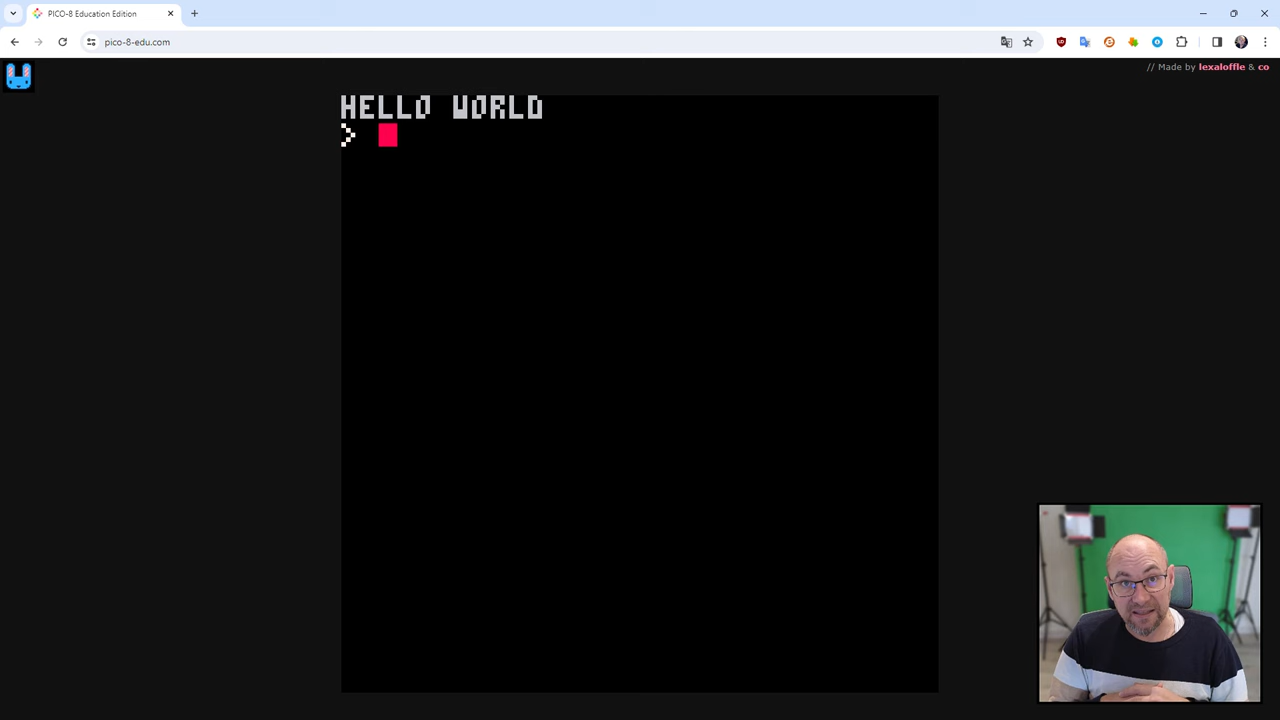 PICO-8 Education Edition
pico-8-edu.com
// Made by lexaloffle & co
HELLO WORLD
>